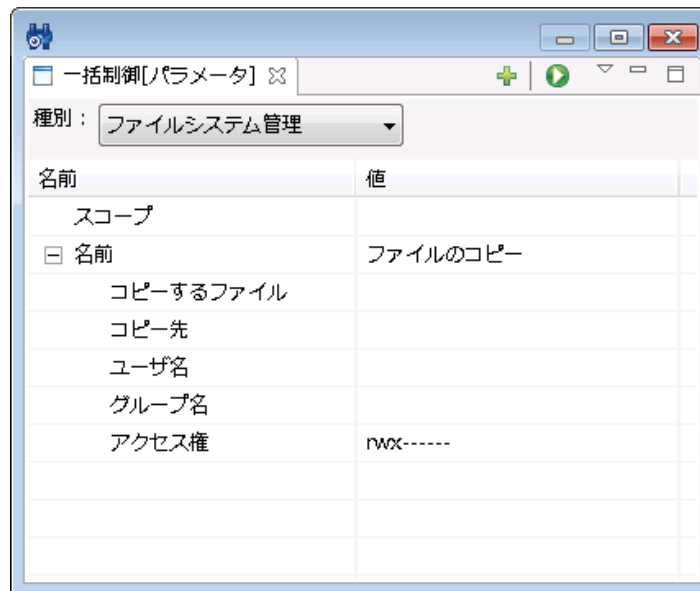 一括制御[パラメータ]
種別： ファイルシステム管理
名前 値
スコープ
名前 ファイルのコピー
コピーするファイル
コピー先
ユーザ名
グループ名
アクセス権 rwx------